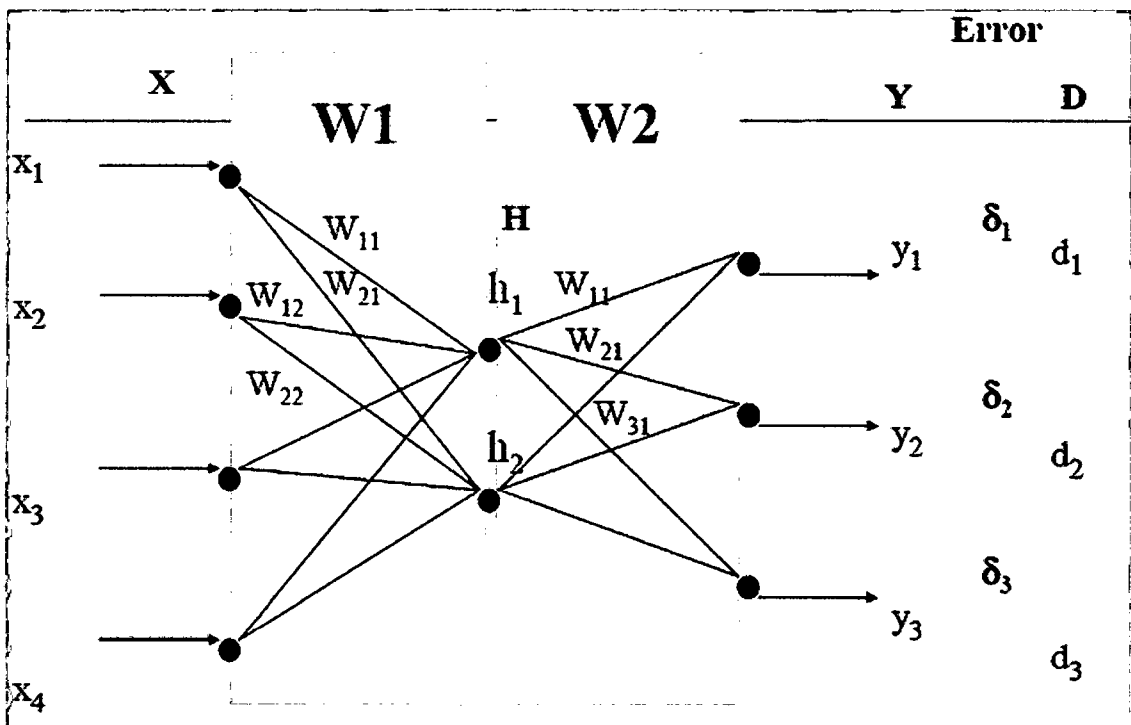 Error
X
Y D
W1 W2
x₁
W₁₁
H
δ₁
y₁ d₁
W₂₁
h₁
W₁₁
x₂
W₁₂
W₂₁
W₂₂
δ₂
W₃₁
y₂
h₂
d₂
x₃
δ₃
y₃
d₃
x₄